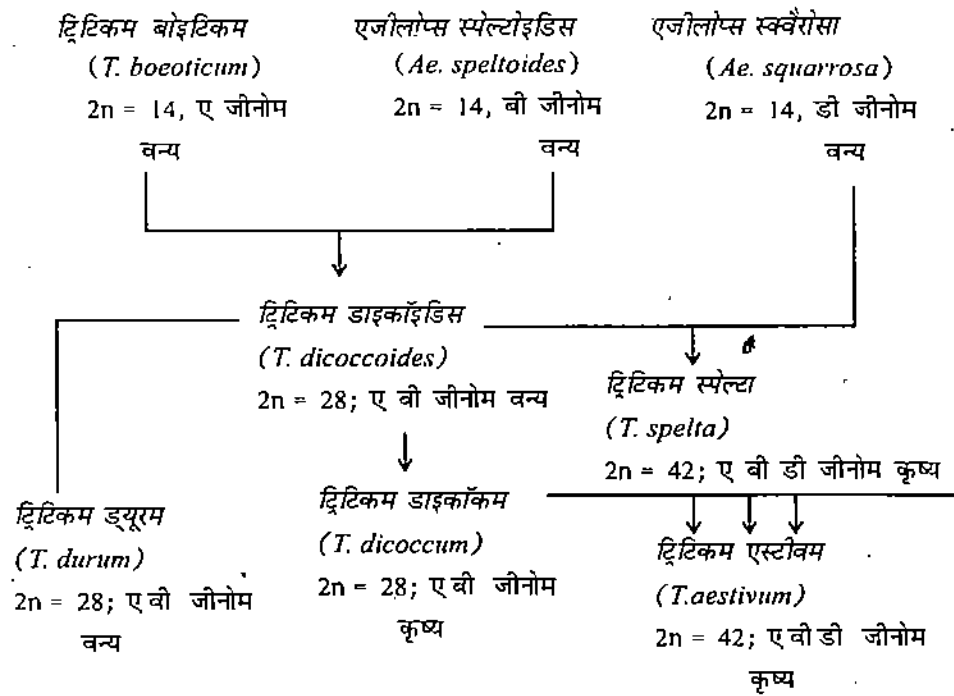 ट्रिटिकम बोइटिकम
(T. boeoticum)
2n = 14, ए जीनोम
वन्य
एजीलोप्स स्पेल्टोइडिस
(Ae. speltoides)
2n = 14, बी जीनोम
वन्य
एजीलोप्स स्क्वैरोसा
(Ae. squarrosa)
2n = 14, डी जीनोम
वन्य
ट्रिटिकम डाइकॉइडिस
(T. dicoccoides)
2n = 28; ए बी जीनोम वन्य
ट्रिटिकम स्पेल्टा
(T. spelta)
2n = 42; ए बी डी जीनोम कृष्य
ट्रिटिकम ड्यूरम
(T. durum)
2n = 28; ए बी जीनोम
वन्य
ट्रिटिकम डाइकॉकम
(T. dicoccum)
2n = 28; ए बी जीनोम
कृष्य
ट्रिटिकम एस्टीवम
(T.aestivum)
2n = 42; ए बी डी जीनोम
कृष्य